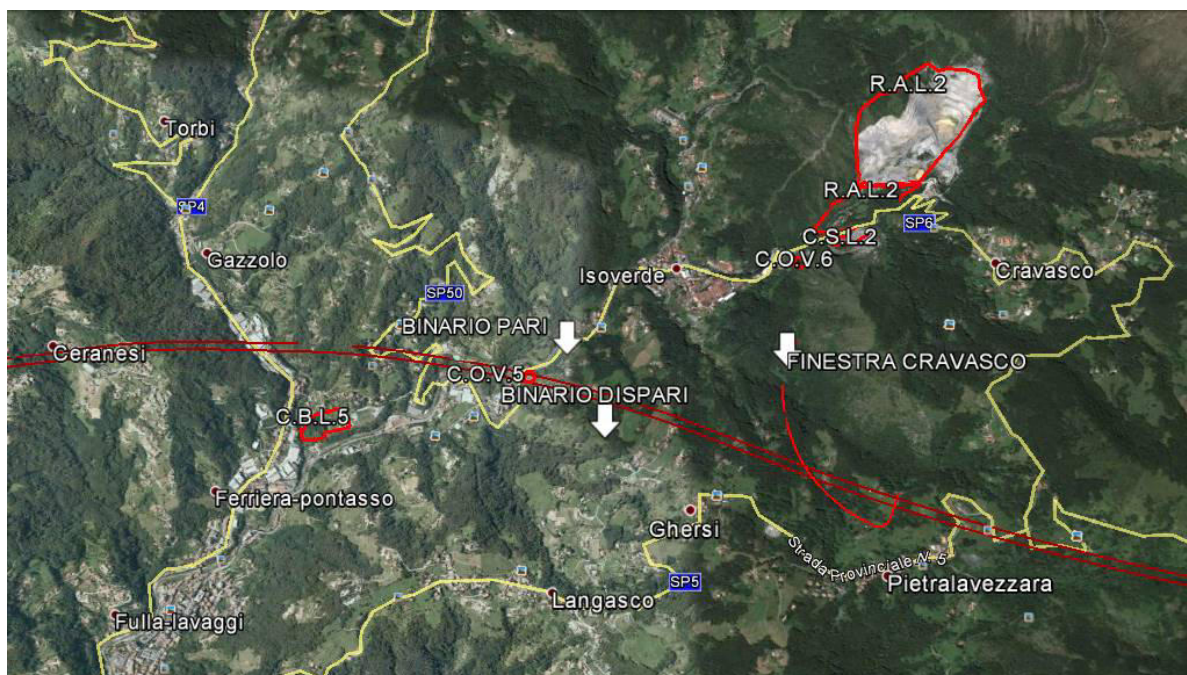 R.A.L.2
Torbi
R.A.L.2
SP4
SP6
C.S.L.2
Gazzolo
C.O.V.6
Isoverde
Cravasco
SP50
BINARIO PARI
Ceranesi
FINESTRA CRAVASCO
C.O.V.5
BINARIO DISPARI
C.B.L.5
Ferriera-pontasso
Ghersi
Strada Provinciale N. 5
SP5
Pietralavezzara
Langasco
Fulla-lavaggi